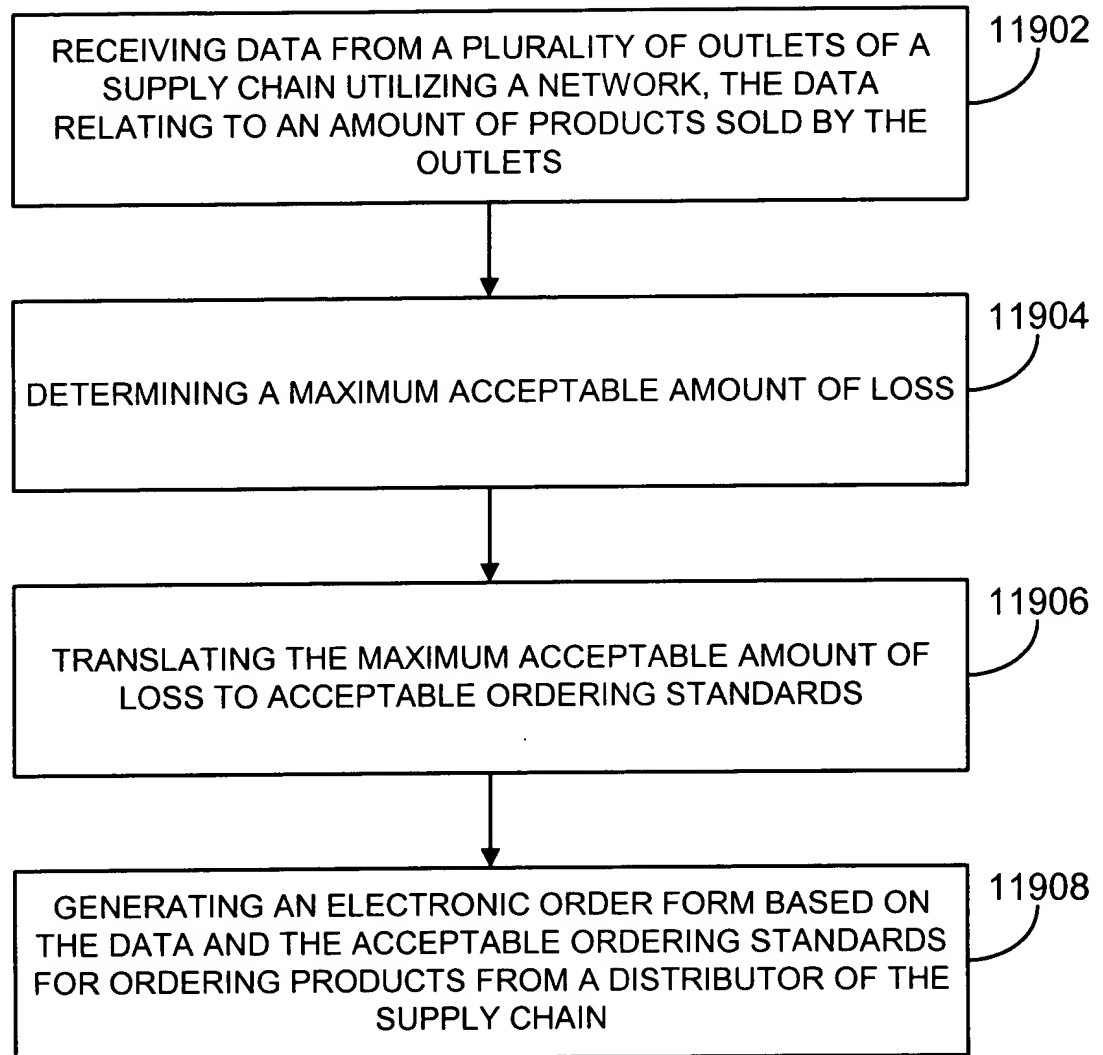 RECEIVING DATA FROM A PLURALITY OF OUTLETS OF A
SUPPLY CHAIN UTILIZING A NETWORK, THE DATA
RELATING TO AN AMOUNT OF PRODUCTS SOLD BY THE
OUTLETS
11902
DETERMINING A MAXIMUM ACCEPTABLE AMOUNT OF LOSS
11904
TRANSLATING THE MAXIMUM ACCEPTABLE AMOUNT OF
LOSS TO ACCEPTABLE ORDERING STANDARDS
11906
GENERATING AN ELECTRONIC ORDER FORM BASED ON
THE DATA AND THE ACCEPTABLE ORDERING STANDARDS
FOR ORDERING PRODUCTS FROM A DISTRIBUTOR OF THE
SUPPLY CHAIN
11908